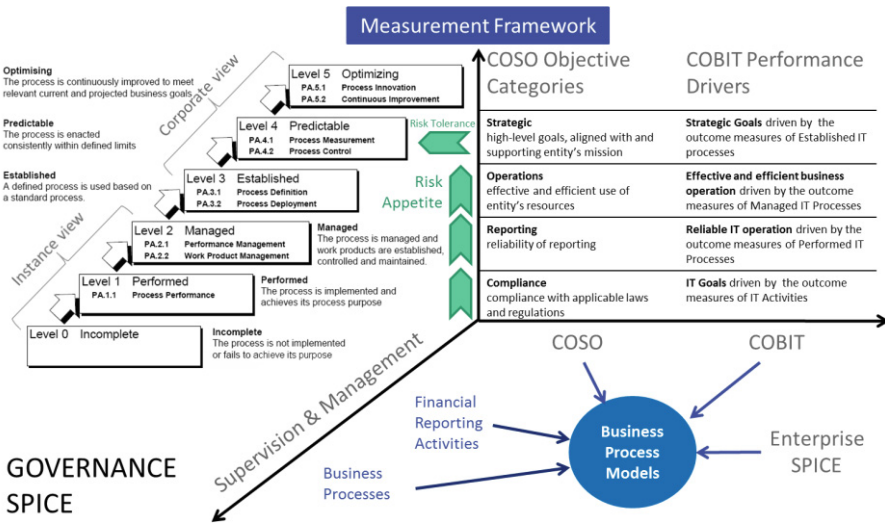 Measurement Framework
Optimising
The process is continuously improved to meet
relevant current and projected business goals
Predictable
The process is enacted
consistently within defined limits
Established
A defined process is used based on
a standard process.
Corporate view
Instance view
Level 5 Optimizing
PA.5.1 Process Innovation
PA.5.2 Continuous Improvement
Level 4 Predictable
PA.4.1 Process Measurement
PA.4.2 Process Control
Level 3 Established
PA.3.1 Process Definition
PA.3.2 Process Deployment
Level 2 Managed
PA.2.1 Performance Management
PA.2.2 Work Product Management
Level 1 Performed
PA.1.1 Process Performance
Level 0 Incomplete
Managed
The process is managed and
work products are established,
controlled and maintained.
Performed
The process is implemented and
achieves its process purpose
Incomplete
The process is not implemented
or fails to achieve its purpose
Risk Tolerance
Risk
Appetite
COSO Objective
Categories
COBIT Performance
Drivers
Strategic
high-level goals, aligned with and
supporting entity's mission
Strategic Goals driven by the
outcome measures of Established IT
processes
Operations
effective and efficient use of
entity's resources
Effective and efficient business
operation driven by the outcome
measures of Managed IT Processes
Reporting
reliability of reporting
Reliable IT operation driven by the
outcome measures of Performed IT
Processes
Compliance
compliance with applicable laws
and regulations
IT Goals driven by the outcome
measures of IT Activities
Supervision & Management
COSO
COBIT
Financial
Reporting
Activities
Business
Processes
Business
Process
Models
Enterprise
SPICE
GOVERNANCE
SPICE